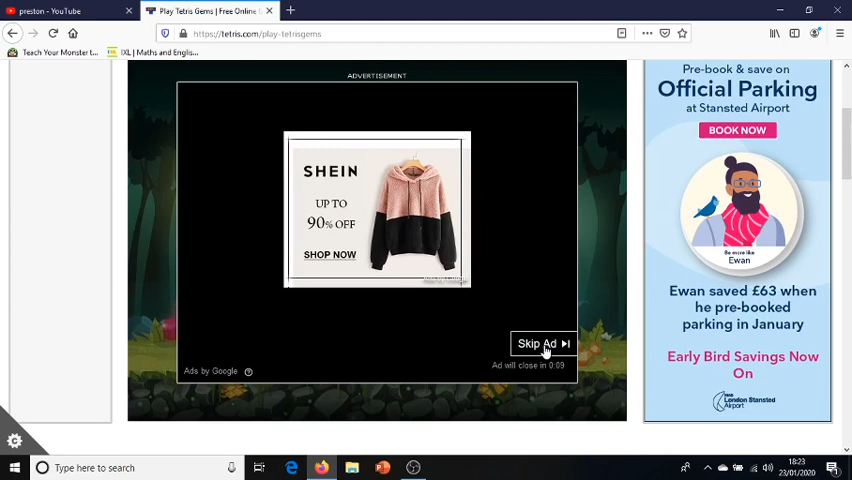 preston - YouTube
Play Tetris Gems | Free Online
https://tetris.com/play-tetrisgems
Teach Your Monster t...
IXL | Maths and Englis...
ADVERTISEMENT
SHEIN
UP TO
90% OFF
SHOP NOW
Skip Ad
Ad will close in 0:09
Ads by Google
Pre-book & save on
Official Parking
at Stansted Airport
BOOK NOW
Be more like
Ewan
Ewan saved £63 when
he pre-booked
parking in January
Early Bird Savings Now
On
London Stansted
Airport
Type here to search
18:23
23/01/2020